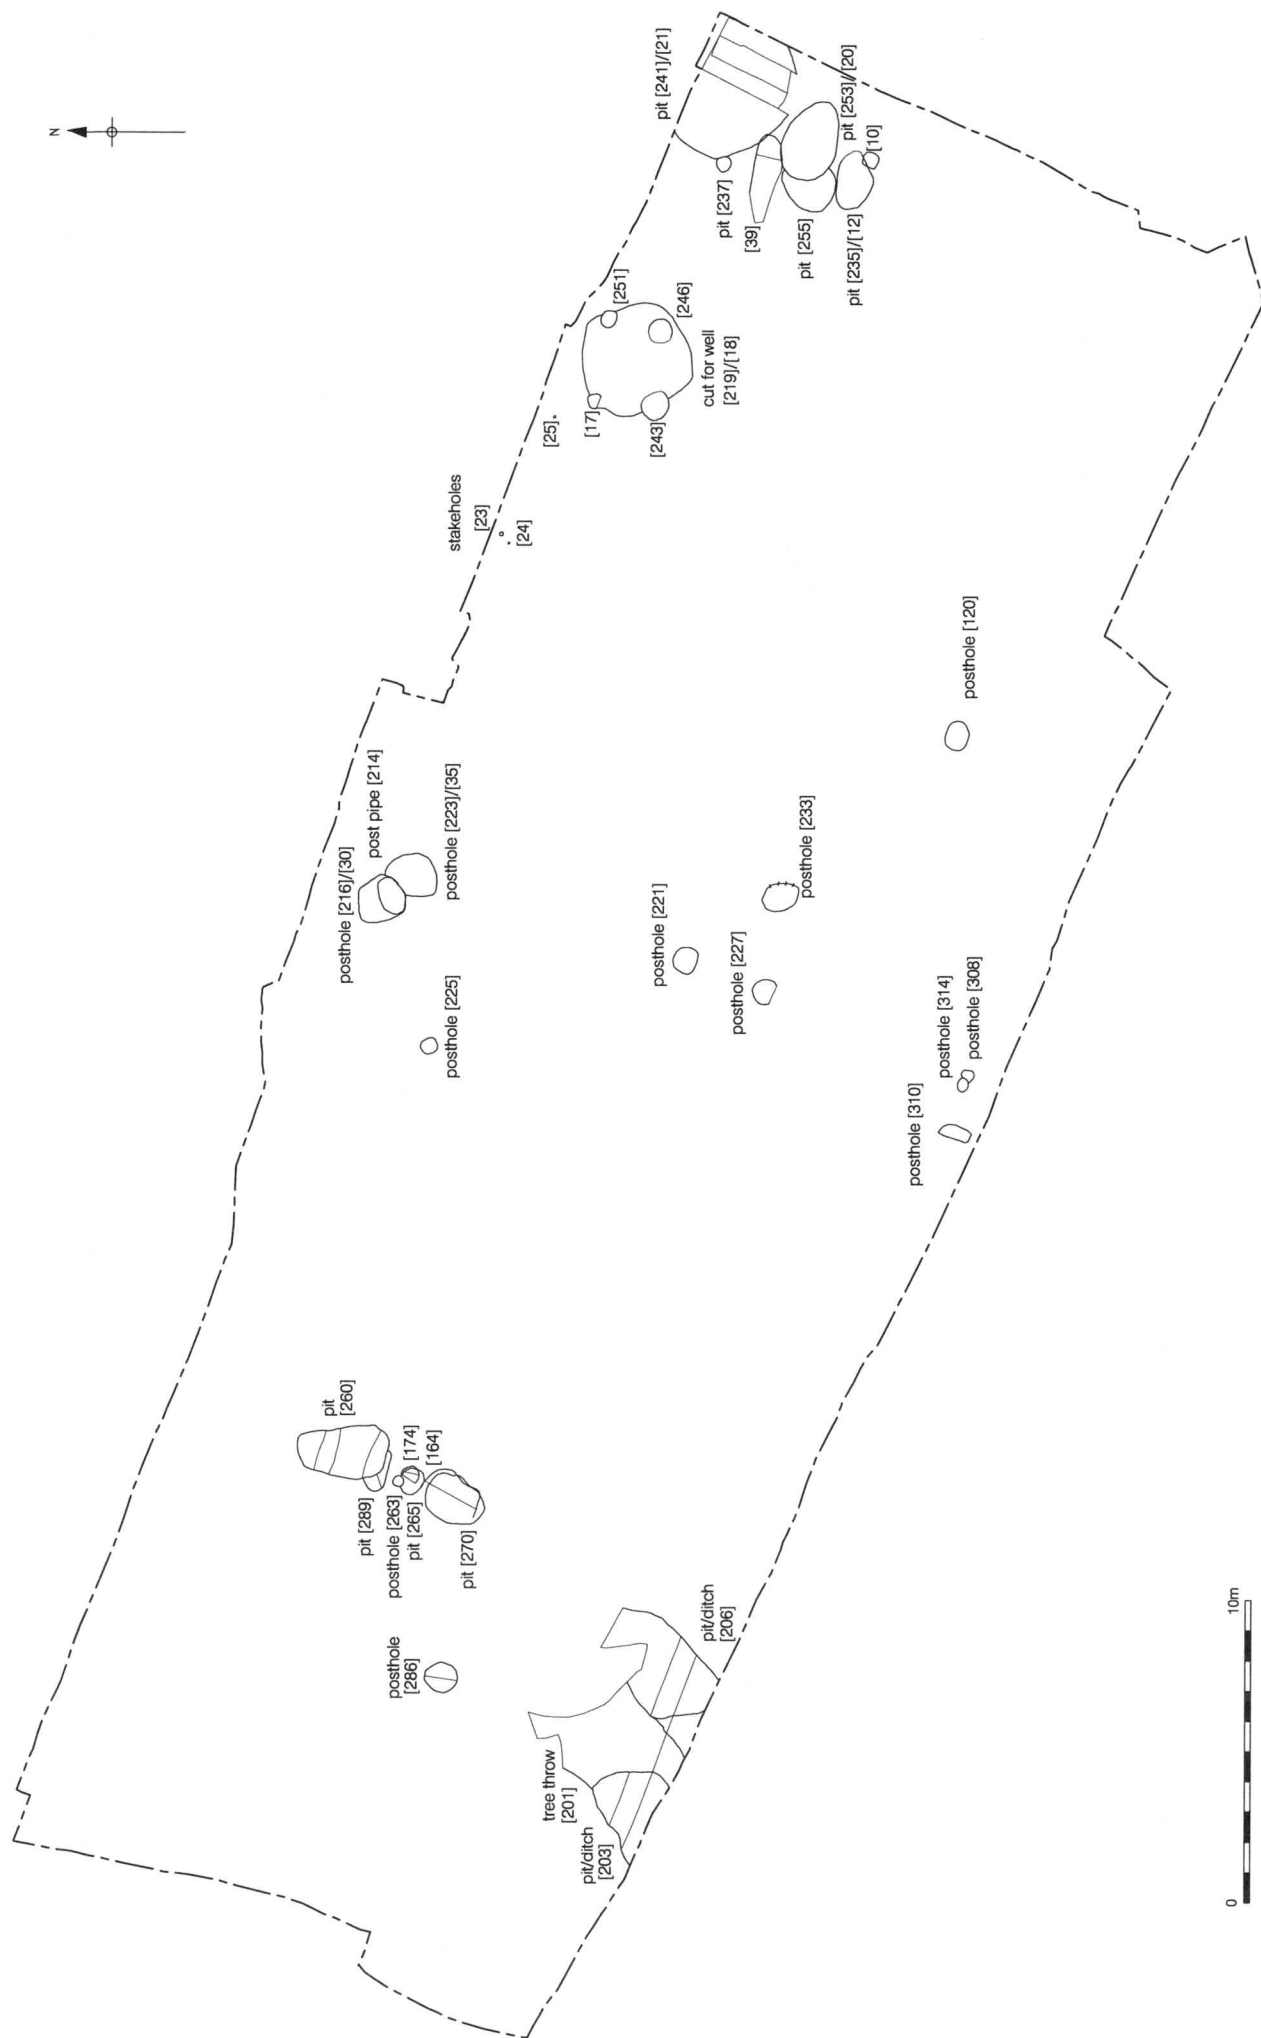 N
pit [241]/[21]
pit [253]/[20]
[10]
pit [237]
[39]
pit [255]
pit [235]/[12]
[251]
[246]
cut for well
[219]/[18]
[25]
[17]
[243]
stakeholes
[23]
[24]
posthole [120]
post pipe [214]
posthole [216]/[30]
posthole [223]/[35]
posthole [233]
posthole [221]
posthole [227]
posthole [225]
posthole [314]
posthole [308]
posthole [310]
pit
[260]
[174]
[164]
pit [289]
posthole [263]
pit [265]
pit [270]
posthole
[286]
pit/ditch
[206]
tree throw
[201]
pit/ditch
[203]
0
10m